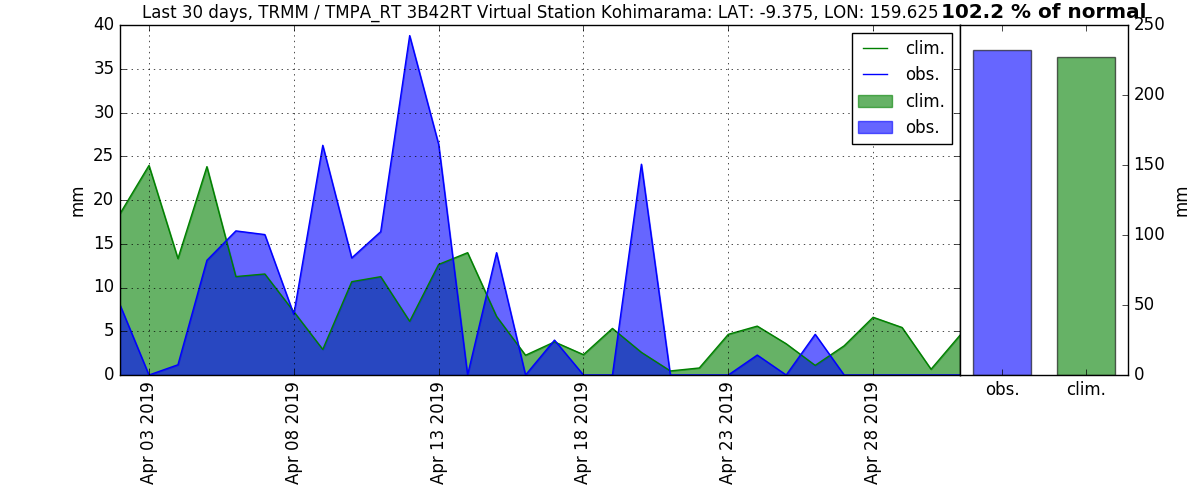 Last 30 days, TRMM / TMPA_RT 3B42RT Virtual Station Kohimarama: LAT: -9.375, LON: 159.625
102.2 % of normal
40
35
30
25
20
15
10
5
0
mm
clim.
obs.
clim.
obs.
Apr 03 2019
Apr 08 2019
Apr 13 2019
Apr 18 2019
Apr 23 2019
Apr 28 2019
250
200
150
100
50
0
mm
obs.
clim.